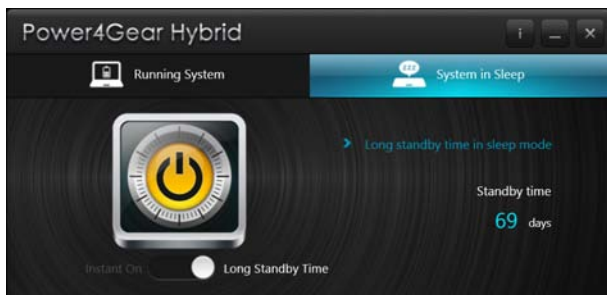 Power4Gear Hybrid
Running System
zzz
System in Sleep
Long standby time in sleep mode
Standby time
69 days
Instant On
Long Standby Time